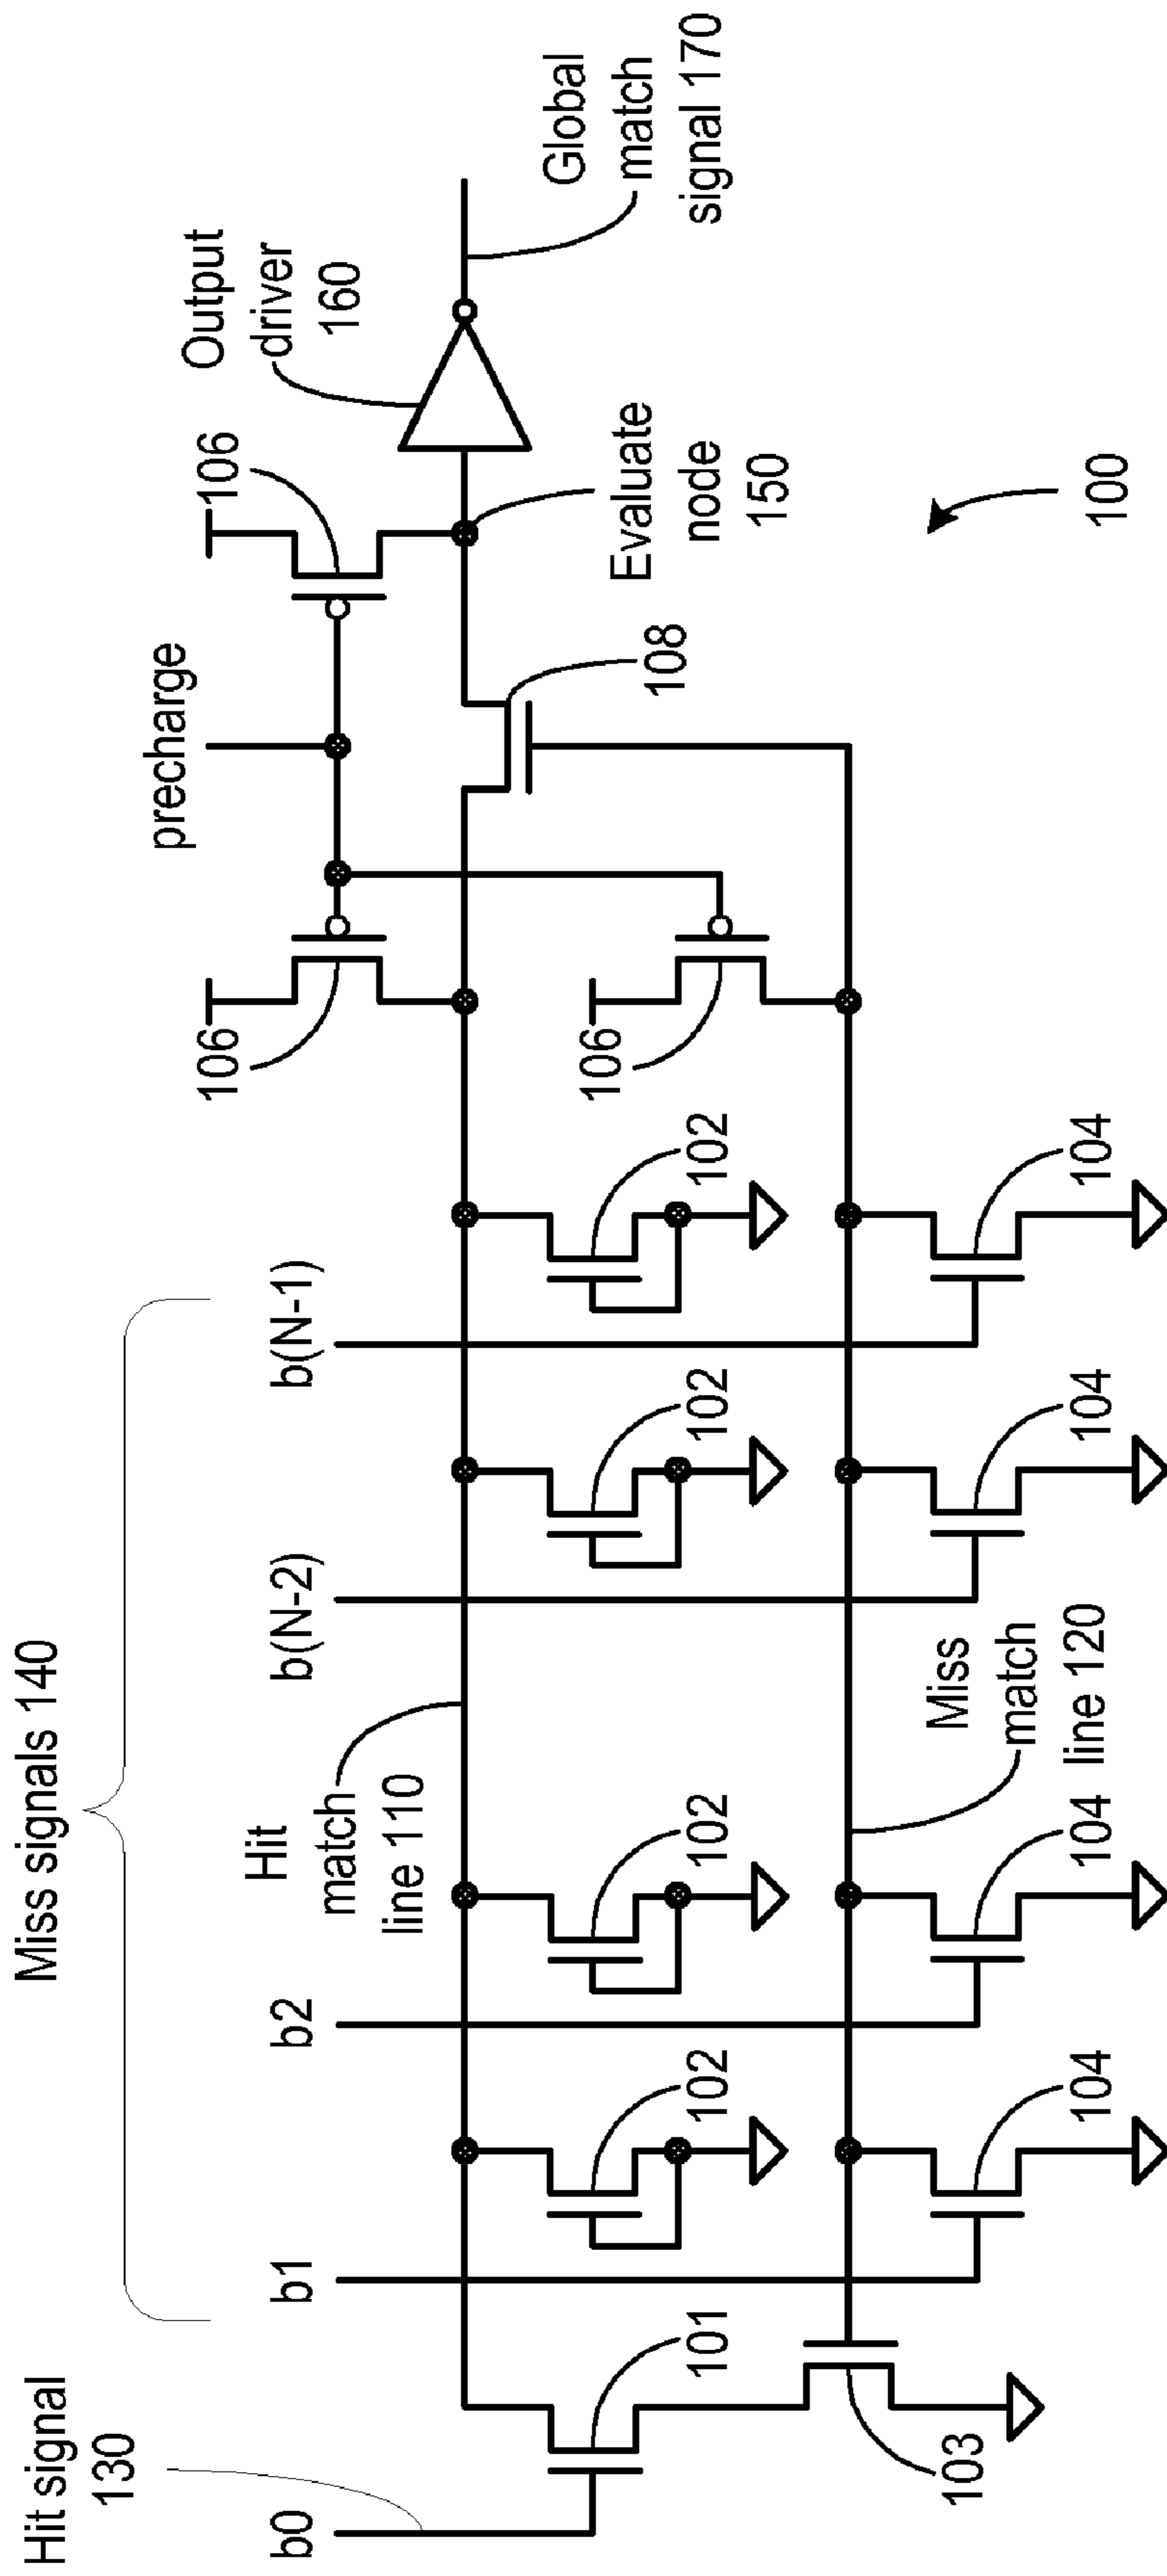 Hit signal
130
b0
Miss signals 140
b1
b2
b(N-2)
b(N-1)
precharge
Hit
match
line 110
106
106
106
Output
driver
160
Global
match
signal 170
Evaluate
node
150
108
101
102
102
102
102
103
104
104
104
104
Miss
match
line 120
100